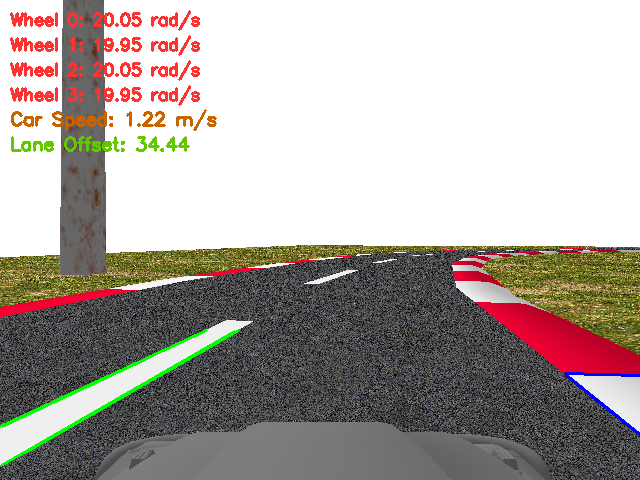 Wheel 0: 20.05 rad/s
Wheel 1: 19.95 rad/s
Wheel 2: 20.05 rad/s
Wheel 3: 19.95 rad/s
Car Speed: 1.22 m/s
Lane Offset: 34.44